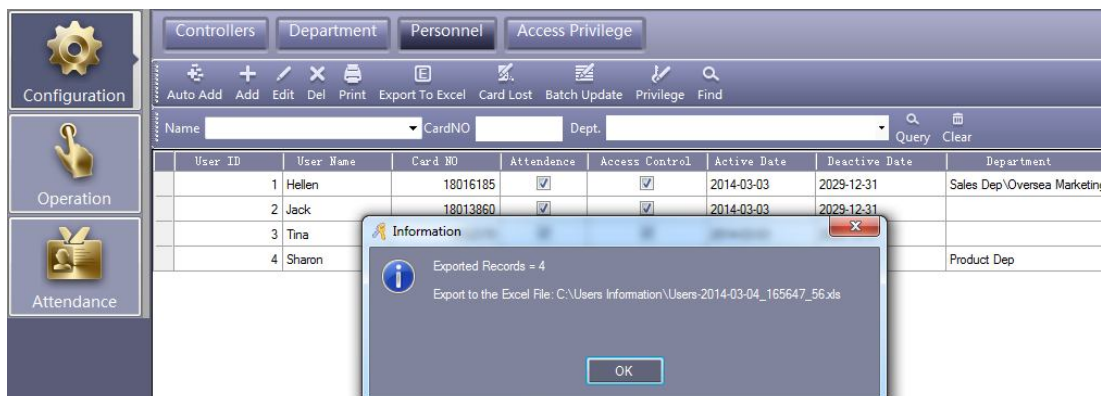 Controllers Department Personnel Access Privilege
Configuration
Auto Add Add Edit Del Print Export To Excel Card Lost Batch Update Privilege Find
Name CardNO Dept. Query Clear
User ID User Name Card NO Attendence Access Control Active Date Deactive Date Department
1 Hellen 18016185 2014-03-03 2029-12-31 Sales Dep\Oversea Marketing
Operation
2 Jack 18013860 2014-03-03 2029-12-31
3 Tina
4 Sharon Product Dep
Attendance
Information
Exported Records = 4
Export to the Excel File: C:\Users Information\Users-2014-03-04_165647_56.xls
OK